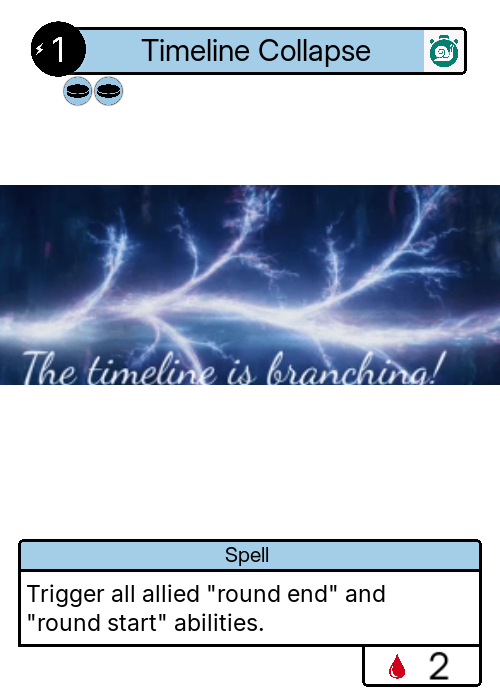 1
Timeline Collapse
The timeline is branching!
Spell
Trigger all allied "round end" and
"round start" abilities.
2